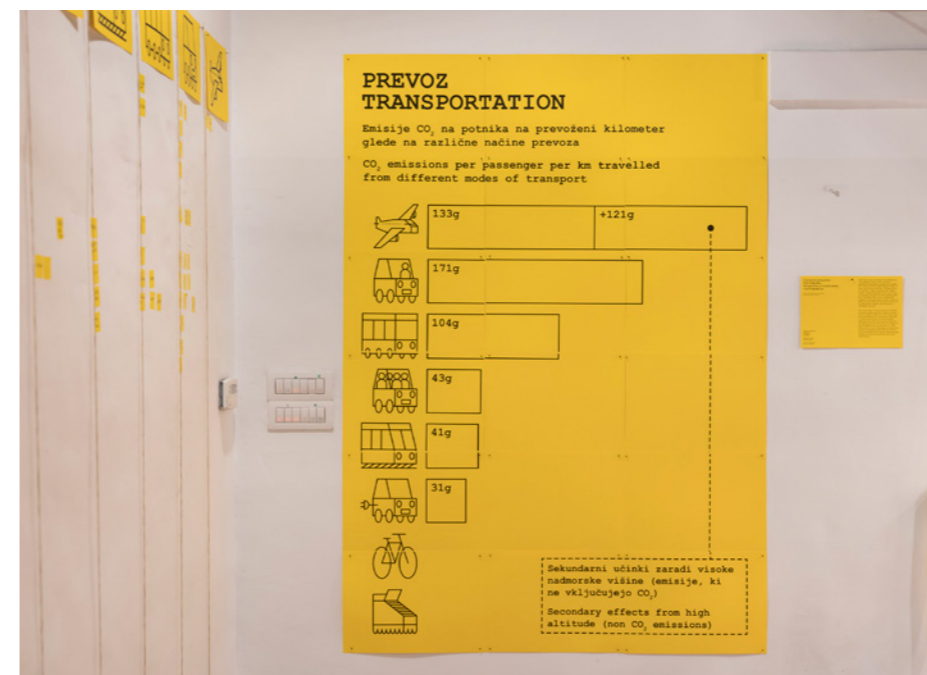 PREVOZ
TRANSPORTATION
Emisije CO₂ na potnika na prevoženi kilometer
glede na različne načine prevoza
CO₂ emissions per passenger per km travelled
from different modes of transport
133g
+121g
171g
104g
43g
41g
31g
Sekundarni učinki zaradi visoke
nadmorske višine (emisije, ki
ne vključujejo CO₂)
Secondary effects from high
altitude (non CO₂ emissions)